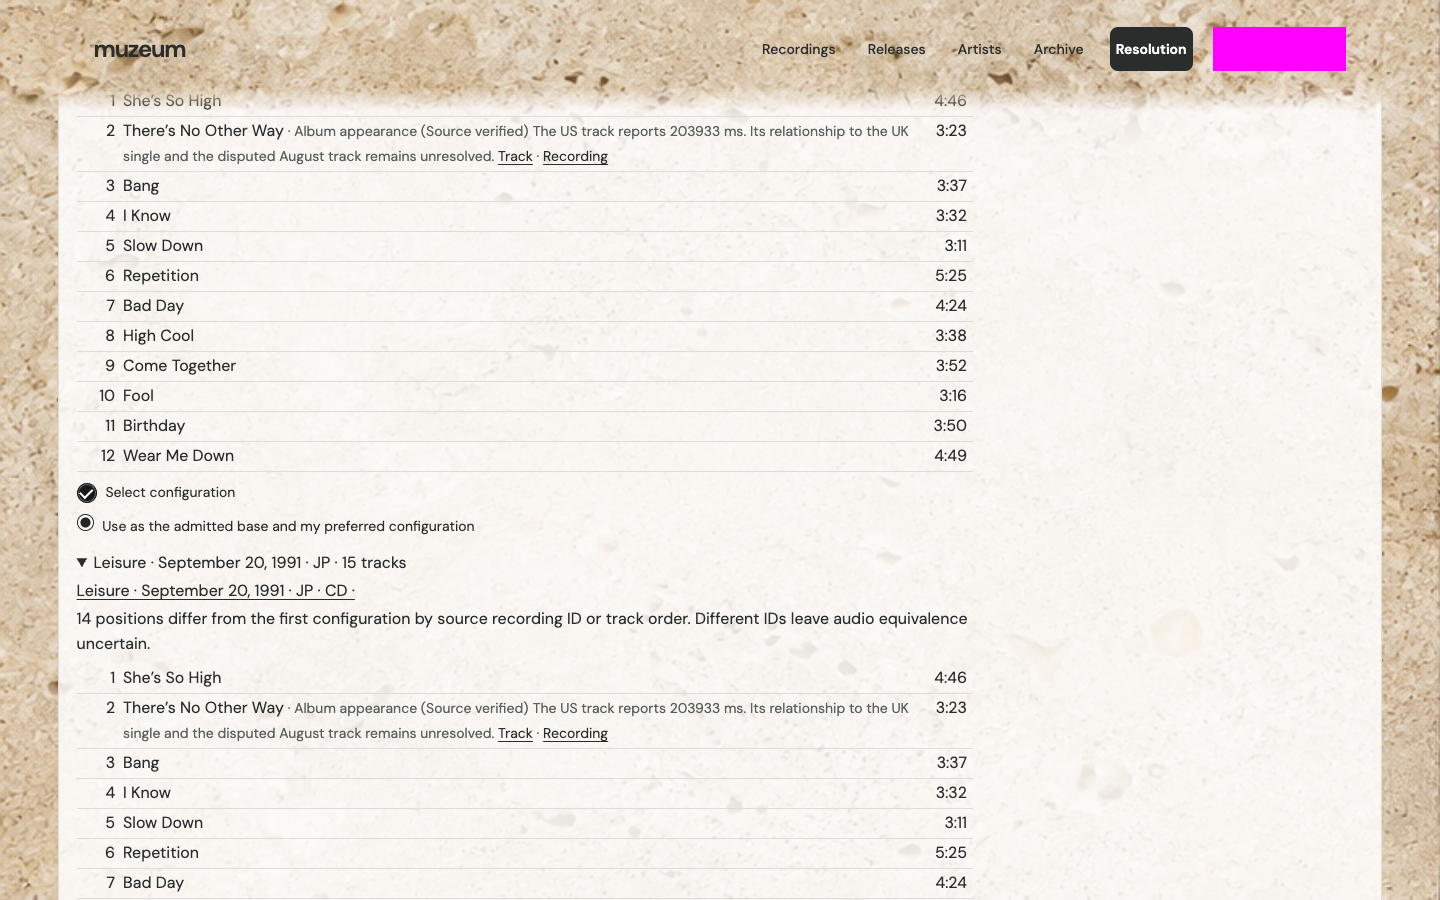 muzeum
Recordings Releases Artists Archive Resolution
1 She’s So High 4:46
2 There’s No Other Way · Album appearance (Source verified) The US track reports 203933 ms. Its relationship to the UK 3:23
single and the disputed August track remains unresolved. Track · Recording
3 Bang 3:37
4 I Know 3:32
5 Slow Down 3:11
6 Repetition 5:25
7 Bad Day 4:24
8 High Cool 3:38
9 Come Together 3:52
10 Fool 3:16
11 Birthday 3:50
12 Wear Me Down 4:49
Select configuration
Use as the admitted base and my preferred configuration
▼ Leisure · September 20, 1991 · JP · 15 tracks
Leisure · September 20, 1991 · JP · CD ·
14 positions differ from the first configuration by source recording ID or track order. Different IDs leave audio equivalence
uncertain.
1 She’s So High 4:46
2 There’s No Other Way · Album appearance (Source verified) The US track reports 203933 ms. Its relationship to the UK 3:23
single and the disputed August track remains unresolved. Track · Recording
3 Bang 3:37
4 I Know 3:32
5 Slow Down 3:11
6 Repetition 5:25
7 Bad Day 4:24